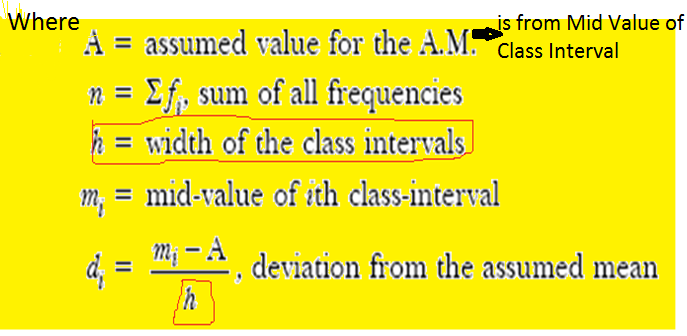 Where
A = assumed value for the A.M. is from Mid Value of
Class Interval
n = Σfᵢ, sum of all frequencies
h = width of the class intervals
mᵢ = mid-value of ith class-interval
dᵢ = (mᵢ − A)/h, deviation from the assumed mean